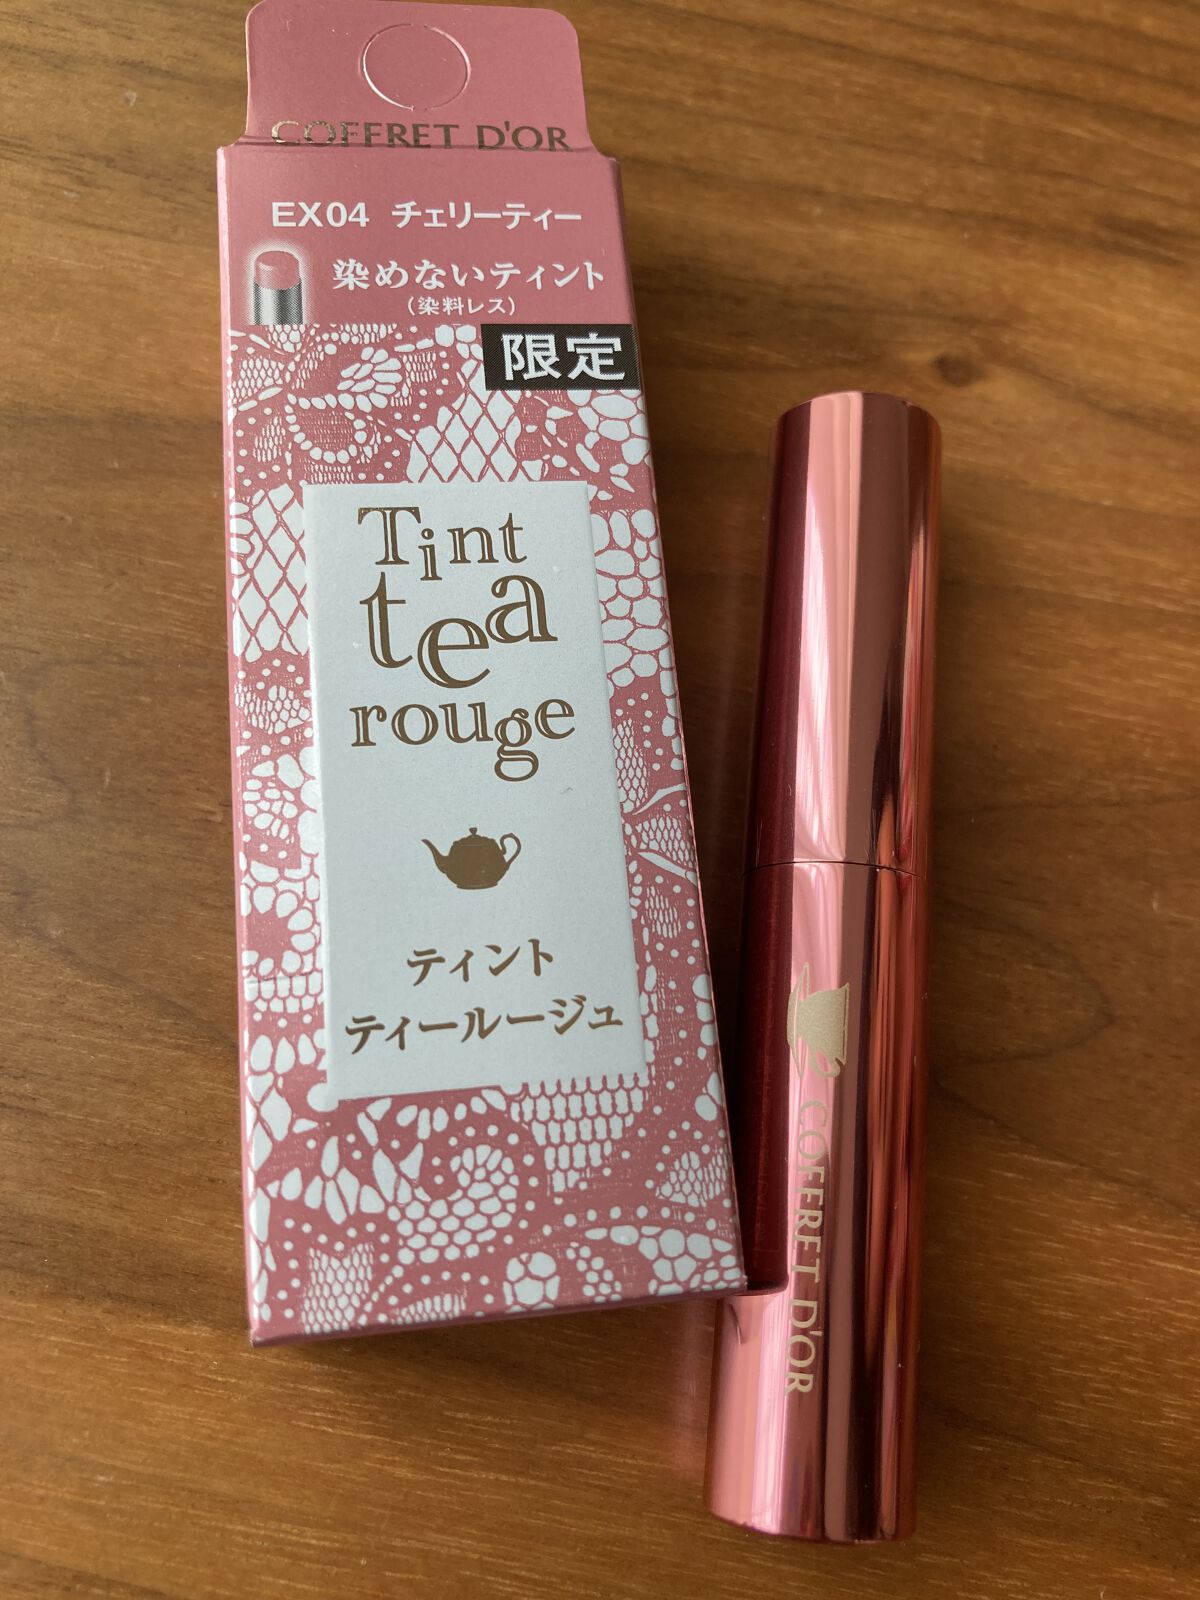 COFFRET D'OR
EX04 チェリーティー
染めないティント
(染料レス)
限定
Tint
tea
rouge
ティント
ティールージュ
COFFRET D'OR